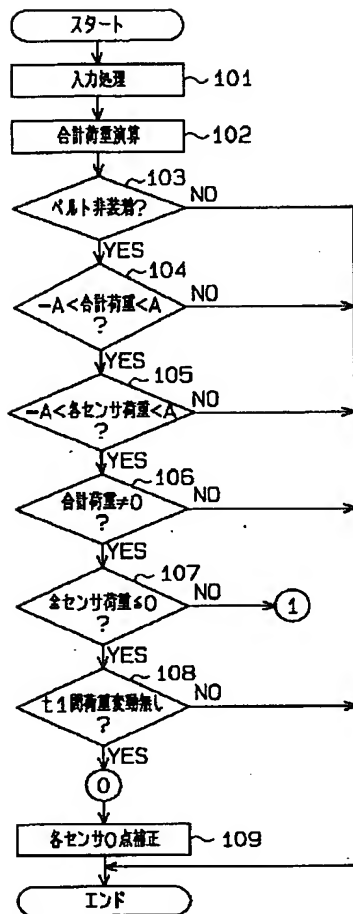 スタート
入力処理
101
合計荷重演算
102
103
ベルト非装着?
NO
YES
104
-A<合計荷重<A
?
NO
YES
105
-A<各センサ荷重<A
?
NO
YES
106
合計荷重≠0
?
NO
YES
107
全センサ荷重≦0
?
NO
1
YES
108
t1間荷重変動無し
?
NO
YES
0
各センサ0点補正
109
エンド